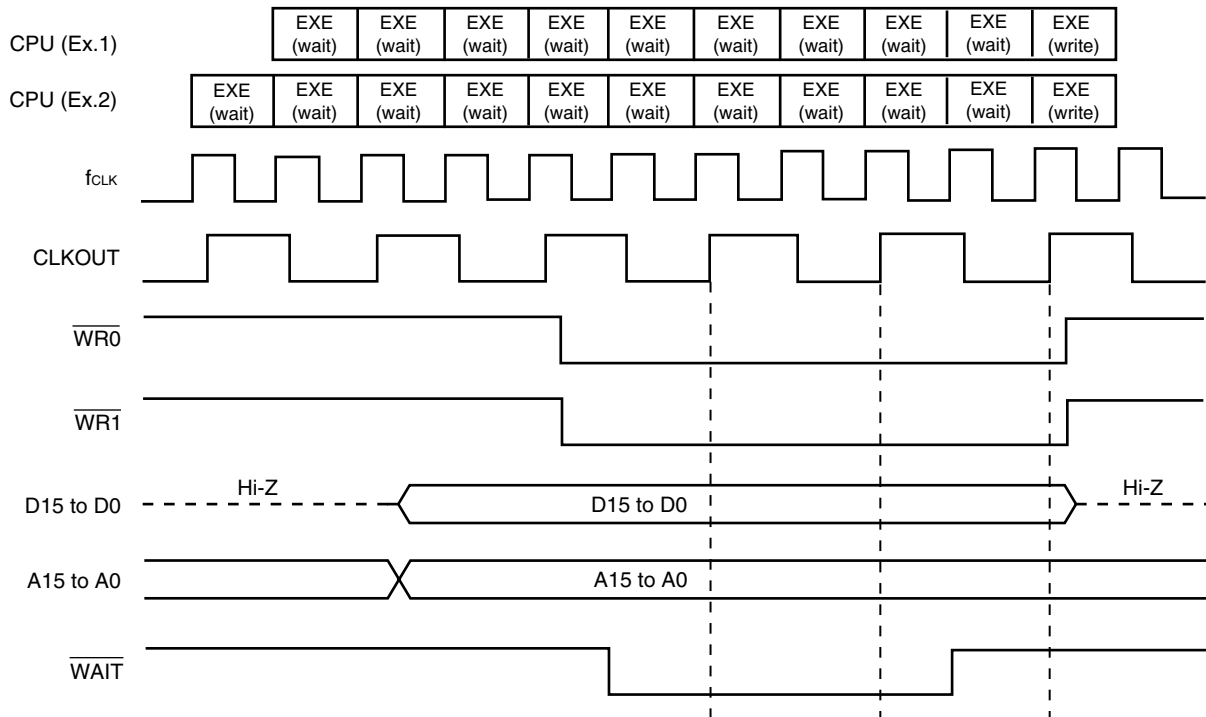 CPU (Ex.1)
EXE (wait) EXE (wait) EXE (wait) EXE (wait) EXE (wait) EXE (wait) EXE (wait) EXE (wait) EXE (wait) EXE (write)
CPU (Ex.2)
EXE (wait) EXE (wait) EXE (wait) EXE (wait) EXE (wait) EXE (wait) EXE (wait) EXE (wait) EXE (wait) EXE (wait) EXE (write)
fCLK
CLKOUT
WR0
WR1
D15 to D0 Hi-Z D15 to D0 Hi-Z
A15 to A0 A15 to A0
WAIT